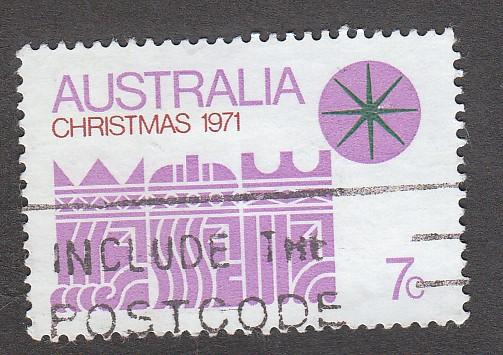 AUSTRALIA
CHRISTMAS 1971
INCLUDE THE
POSTCODE
7c